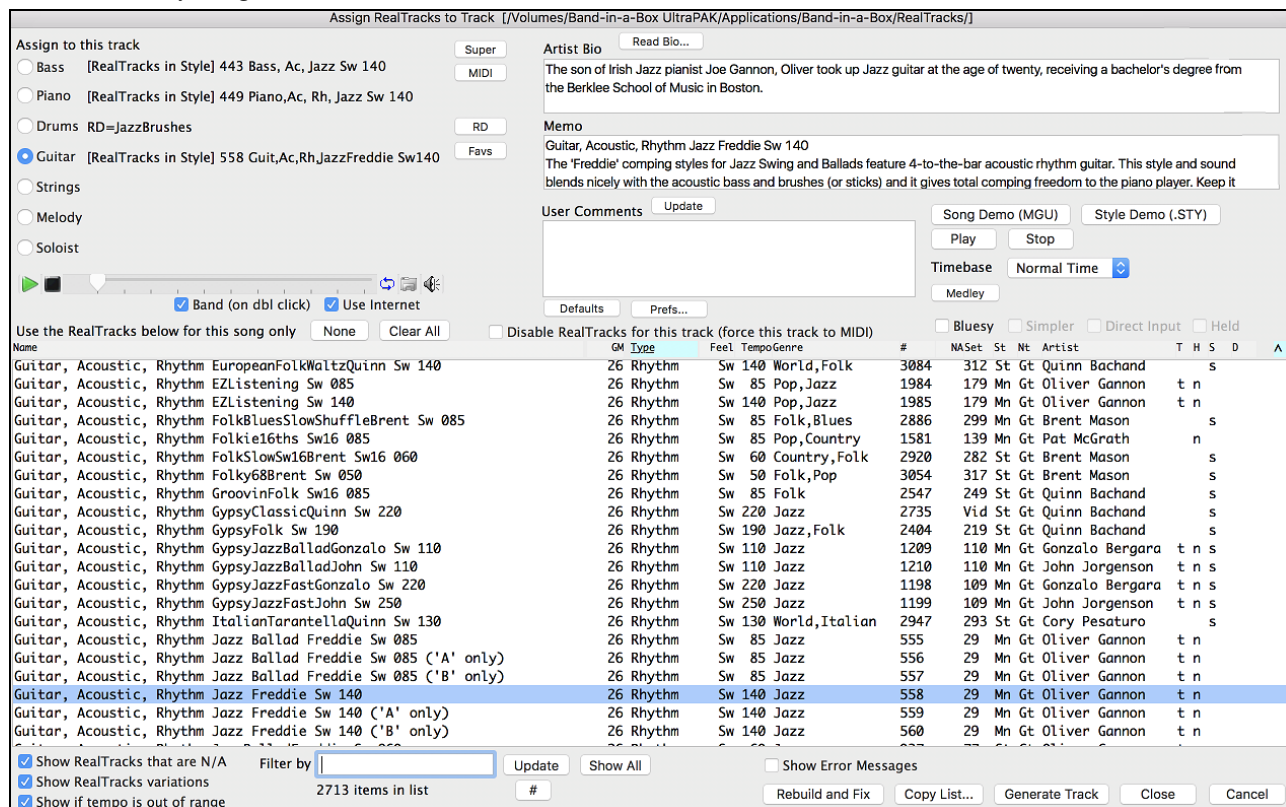 Assign RealTracks to Track [/Volumes/Band-in-a-Box UltraPAK/Applications/Band-in-a-Box/RealTracks/]
Assign to this track
Super
Artist Bio
Read Bio...
Bass [RealTracks in Style] 443 Bass, Ac, Jazz Sw 140
MIDI
The son of Irish Jazz pianist Joe Gannon, Oliver took up Jazz guitar at the age of twenty, receiving a bachelor's degree from
the Berklee School of Music in Boston.
Piano [RealTracks in Style] 449 Piano,Ac, Rh, Jazz Sw 140
Drums RD=JazzBrushes
RD
Memo
Guitar [RealTracks in Style] 558 Guit,Ac,Rh,JazzFreddie Sw140
Favs
Guitar, Acoustic, Rhythm Jazz Freddie Sw 140
The 'Freddie' comping styles for Jazz Swing and Ballads feature 4-to-the-bar acoustic rhythm guitar. This style and sound
blends nicely with the acoustic bass and brushes (or sticks) and it gives total comping freedom to the piano player. Keep it
Strings
Melody
Soloist
User Comments
Update
Song Demo (MGU)
Style Demo (.STY)
Play
Stop
Timebase
Normal Time
Medley
Band (on dbl click)
Use Internet
Defaults
Prefs...
Use the RealTracks below for this song only
None
Clear All
Disable RealTracks for this track (force this track to MIDI)
Bluesy
Simpler
Direct Input
Held
Name GM Type Feel Tempo Genre # NA Set St Nt Artist T H S D ʌ
Guitar, Acoustic, Rhythm EuropeanFolkWaltzQuinn Sw 140 26 Rhythm Sw 140 World,Folk 3084 312 St Gt Quinn Bachand s
Guitar, Acoustic, Rhythm EZListening Sw 085 26 Rhythm Sw 85 Pop,Jazz 1984 179 Mn Gt Oliver Gannon t n
Guitar, Acoustic, Rhythm EZListening Sw 140 26 Rhythm Sw 140 Pop,Jazz 1985 179 Mn Gt Oliver Gannon t n
Guitar, Acoustic, Rhythm FolkBluesSlowShuffleBrent Sw 085 26 Rhythm Sw 85 Folk,Blues 2886 299 Mn Gt Brent Mason s
Guitar, Acoustic, Rhythm Folkie16ths Sw16 085 26 Rhythm Sw 85 Pop,Country 1581 139 Mn Gt Pat McGrath n
Guitar, Acoustic, Rhythm FolkSlowSw16Brent Sw16 060 26 Rhythm Sw 60 Country,Folk 2920 282 St Gt Brent Mason s
Guitar, Acoustic, Rhythm Folky68Brent Sw 050 26 Rhythm Sw 50 Folk,Pop 3054 317 St Gt Brent Mason s
Guitar, Acoustic, Rhythm GroovinFolk Sw16 085 26 Rhythm Sw 85 Folk 2547 249 St Gt Quinn Bachand s
Guitar, Acoustic, Rhythm GypsyClassicQuinn Sw 220 26 Rhythm Sw 220 Jazz 2735 Vid St Gt Quinn Bachand s
Guitar, Acoustic, Rhythm GypsyFolk Sw 190 26 Rhythm Sw 190 Jazz,Folk 2404 219 St Gt Quinn Bachand s
Guitar, Acoustic, Rhythm GypsyJazzBalladGonzalo Sw 110 26 Rhythm Sw 110 Jazz 1209 110 Mn Gt Gonzalo Bergara t n s
Guitar, Acoustic, Rhythm GypsyJazzBalladJohn Sw 110 26 Rhythm Sw 110 Jazz 1210 110 Mn Gt John Jorgenson t n s
Guitar, Acoustic, Rhythm GypsyJazzFastGonzalo Sw 220 26 Rhythm Sw 220 Jazz 1198 109 Mn Gt Gonzalo Bergara t n s
Guitar, Acoustic, Rhythm GypsyJazzFastJohn Sw 250 26 Rhythm Sw 250 Jazz 1199 109 Mn Gt John Jorgenson t n s
Guitar, Acoustic, Rhythm ItalianTarantellaQuinn Sw 130 26 Rhythm Sw 130 World,Italian 2947 293 St Gt Cory Pesaturo s
Guitar, Acoustic, Rhythm Jazz Ballad Freddie Sw 085 26 Rhythm Sw 85 Jazz 555 29 Mn Gt Oliver Gannon t n
Guitar, Acoustic, Rhythm Jazz Ballad Freddie Sw 085 ('A' only) 26 Rhythm Sw 85 Jazz 556 29 Mn Gt Oliver Gannon t n
Guitar, Acoustic, Rhythm Jazz Ballad Freddie Sw 085 ('B' only) 26 Rhythm Sw 85 Jazz 557 29 Mn Gt Oliver Gannon t n
Guitar, Acoustic, Rhythm Jazz Freddie Sw 140 26 Rhythm Sw 140 Jazz 558 29 Mn Gt Oliver Gannon t n
Guitar, Acoustic, Rhythm Jazz Freddie Sw 140 ('A' only) 26 Rhythm Sw 140 Jazz 559 29 Mn Gt Oliver Gannon t n
Guitar, Acoustic, Rhythm Jazz Freddie Sw 140 ('B' only) 26 Rhythm Sw 140 Jazz 560 29 Mn Gt Oliver Gannon t n
Show RealTracks that are N/A
Filter by
Update
Show All
Show Error Messages
Show RealTracks variations
2713 items in list
#
Rebuild and Fix
Copy List...
Generate Track
Close
Cancel
Show if tempo is out of range